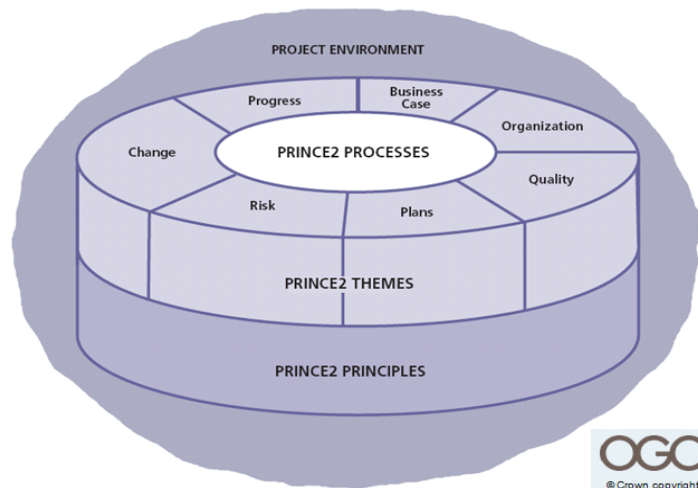 PROJECT ENVIRONMENT
Progress
Business
Case
Organization
Change
PRINCE2 PROCESSES
Quality
Risk
Plans
PRINCE2 THEMES
PRINCE2 PRINCIPLES
OGC
© Crown copyright